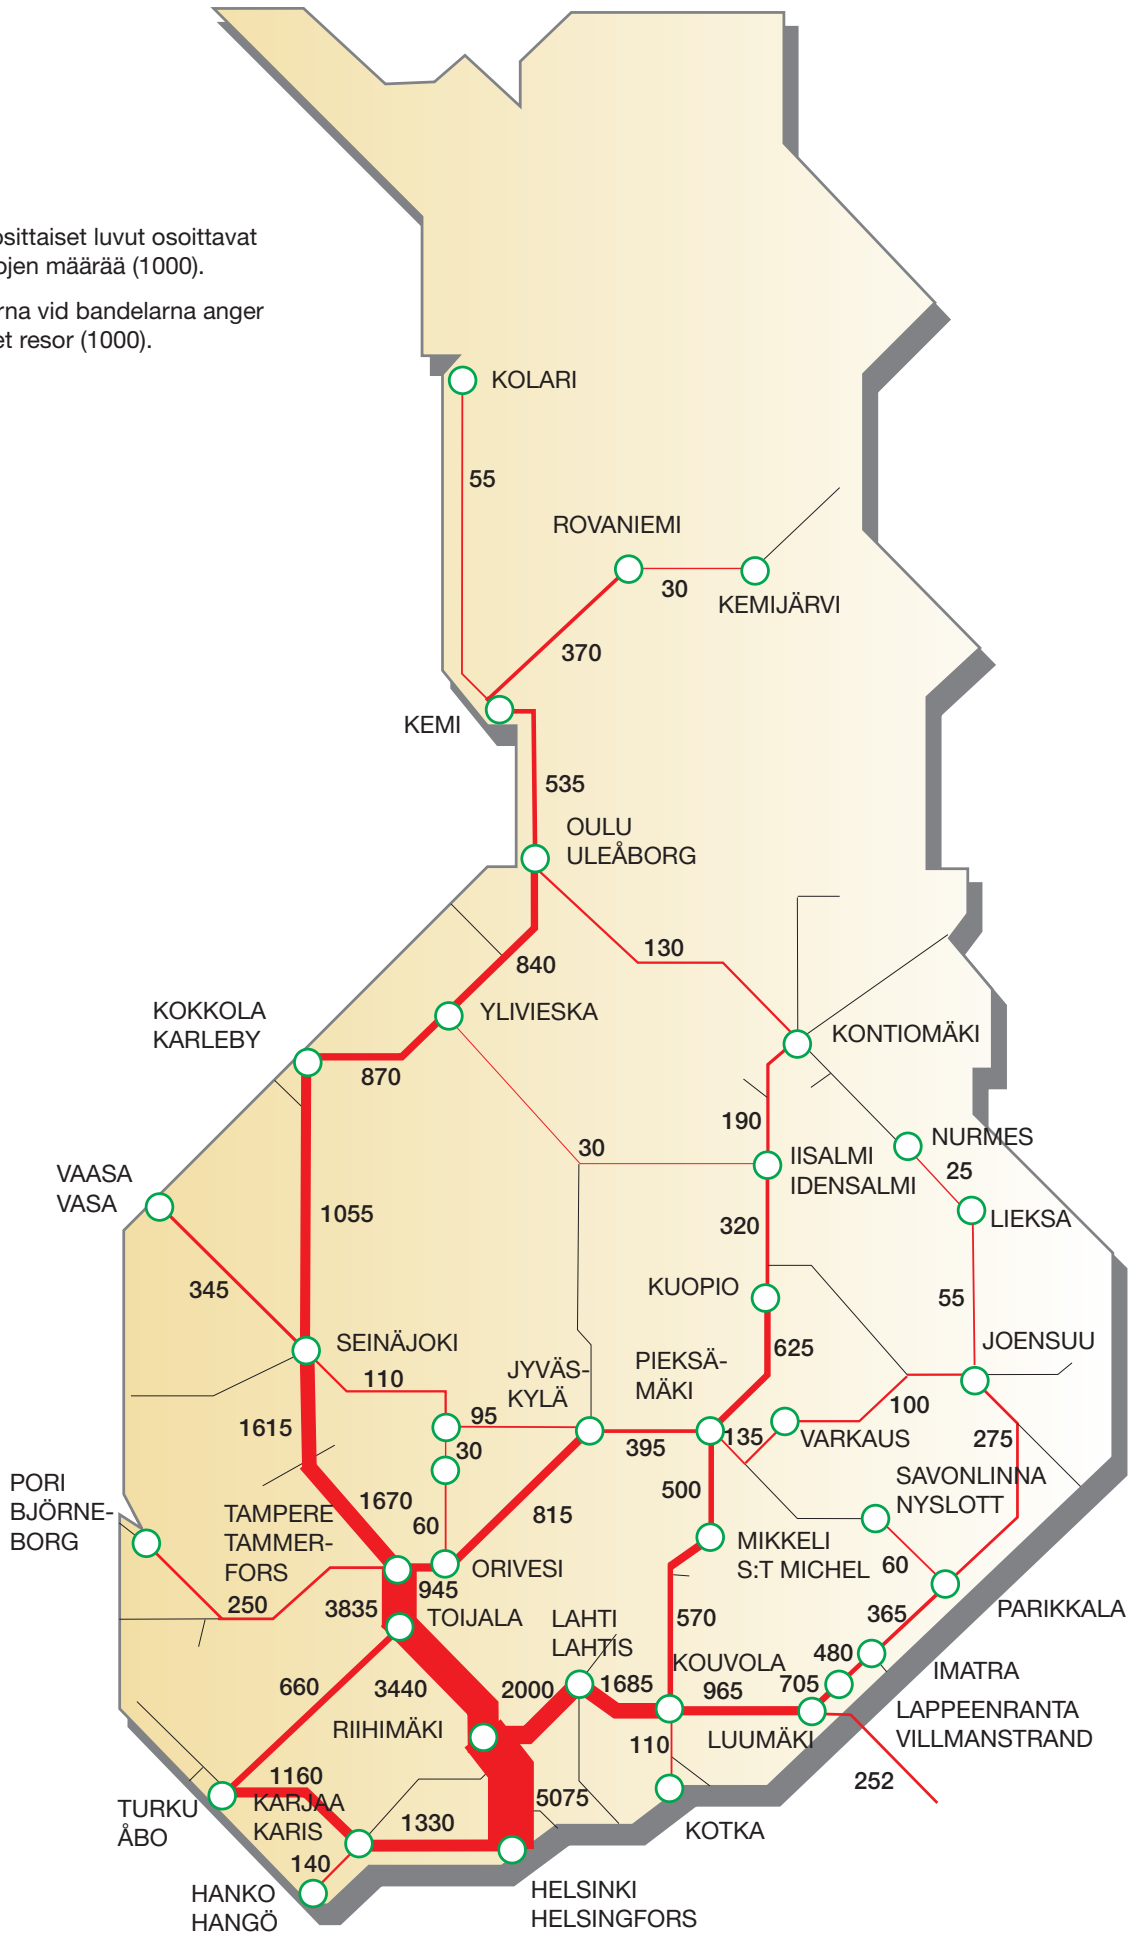 osittaiset luvut osoittavat
ojen määrää (1000).
rna vid bandelarna anger
et resor (1000).
KOLARI
55
ROVANIEMI
30
KEMIJÄRVI
370
KEMI
535
OULU
ULEÅBORG
130
840
KOKKOLA
KARLEBY
YLIVIESKA
KONTIOMÄKI
870
190
NURMES
30
IISALMI
IDENSALMI
25
VAASA
VASA
1055
320
LIEKSA
345
KUOPIO
55
SEINÄJOKI
JYVÄS-
KYLÄ
PIEKSÄ-
MÄKI
625
JOENSUU
110
95
100
1615
30
395
135
VARKAUS
275
PORI
BJÖRNE-
BORG
SAVONLINNA
NYSLOTT
500
1670
60
815
TAMPERE
TAMMER-
FORS
MIKKELI
S:T MICHEL
ORIVESI
60
945
250
3835
TOIJALA
LAHTI
LAHTIS
570
365
PARIKKALA
480
KOUVOLA
IMATRA
660
3440
2000
1685
965
705
LAPPEENRANTA
VILLMANSTRAND
RIIHIMÄKI
LUUMÄKI
110
252
1160
5075
TURKU
ÅBO
KARJAA
KARIS
1330
KOTKA
140
HANKO
HANGÖ
HELSINKI
HELSINGFORS